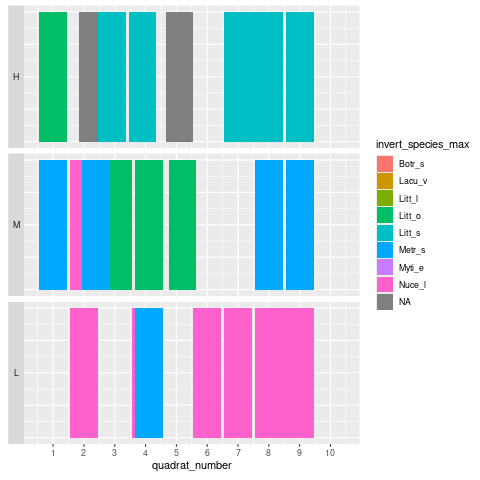 H
M
L
1 2 3 4 5 6 7 8 9 10
quadrat_number
invert_species_max
Botr_s
Lacu_v
Litt_l
Litt_o
Litt_s
Metr_s
Myti_e
Nuce_l
NA